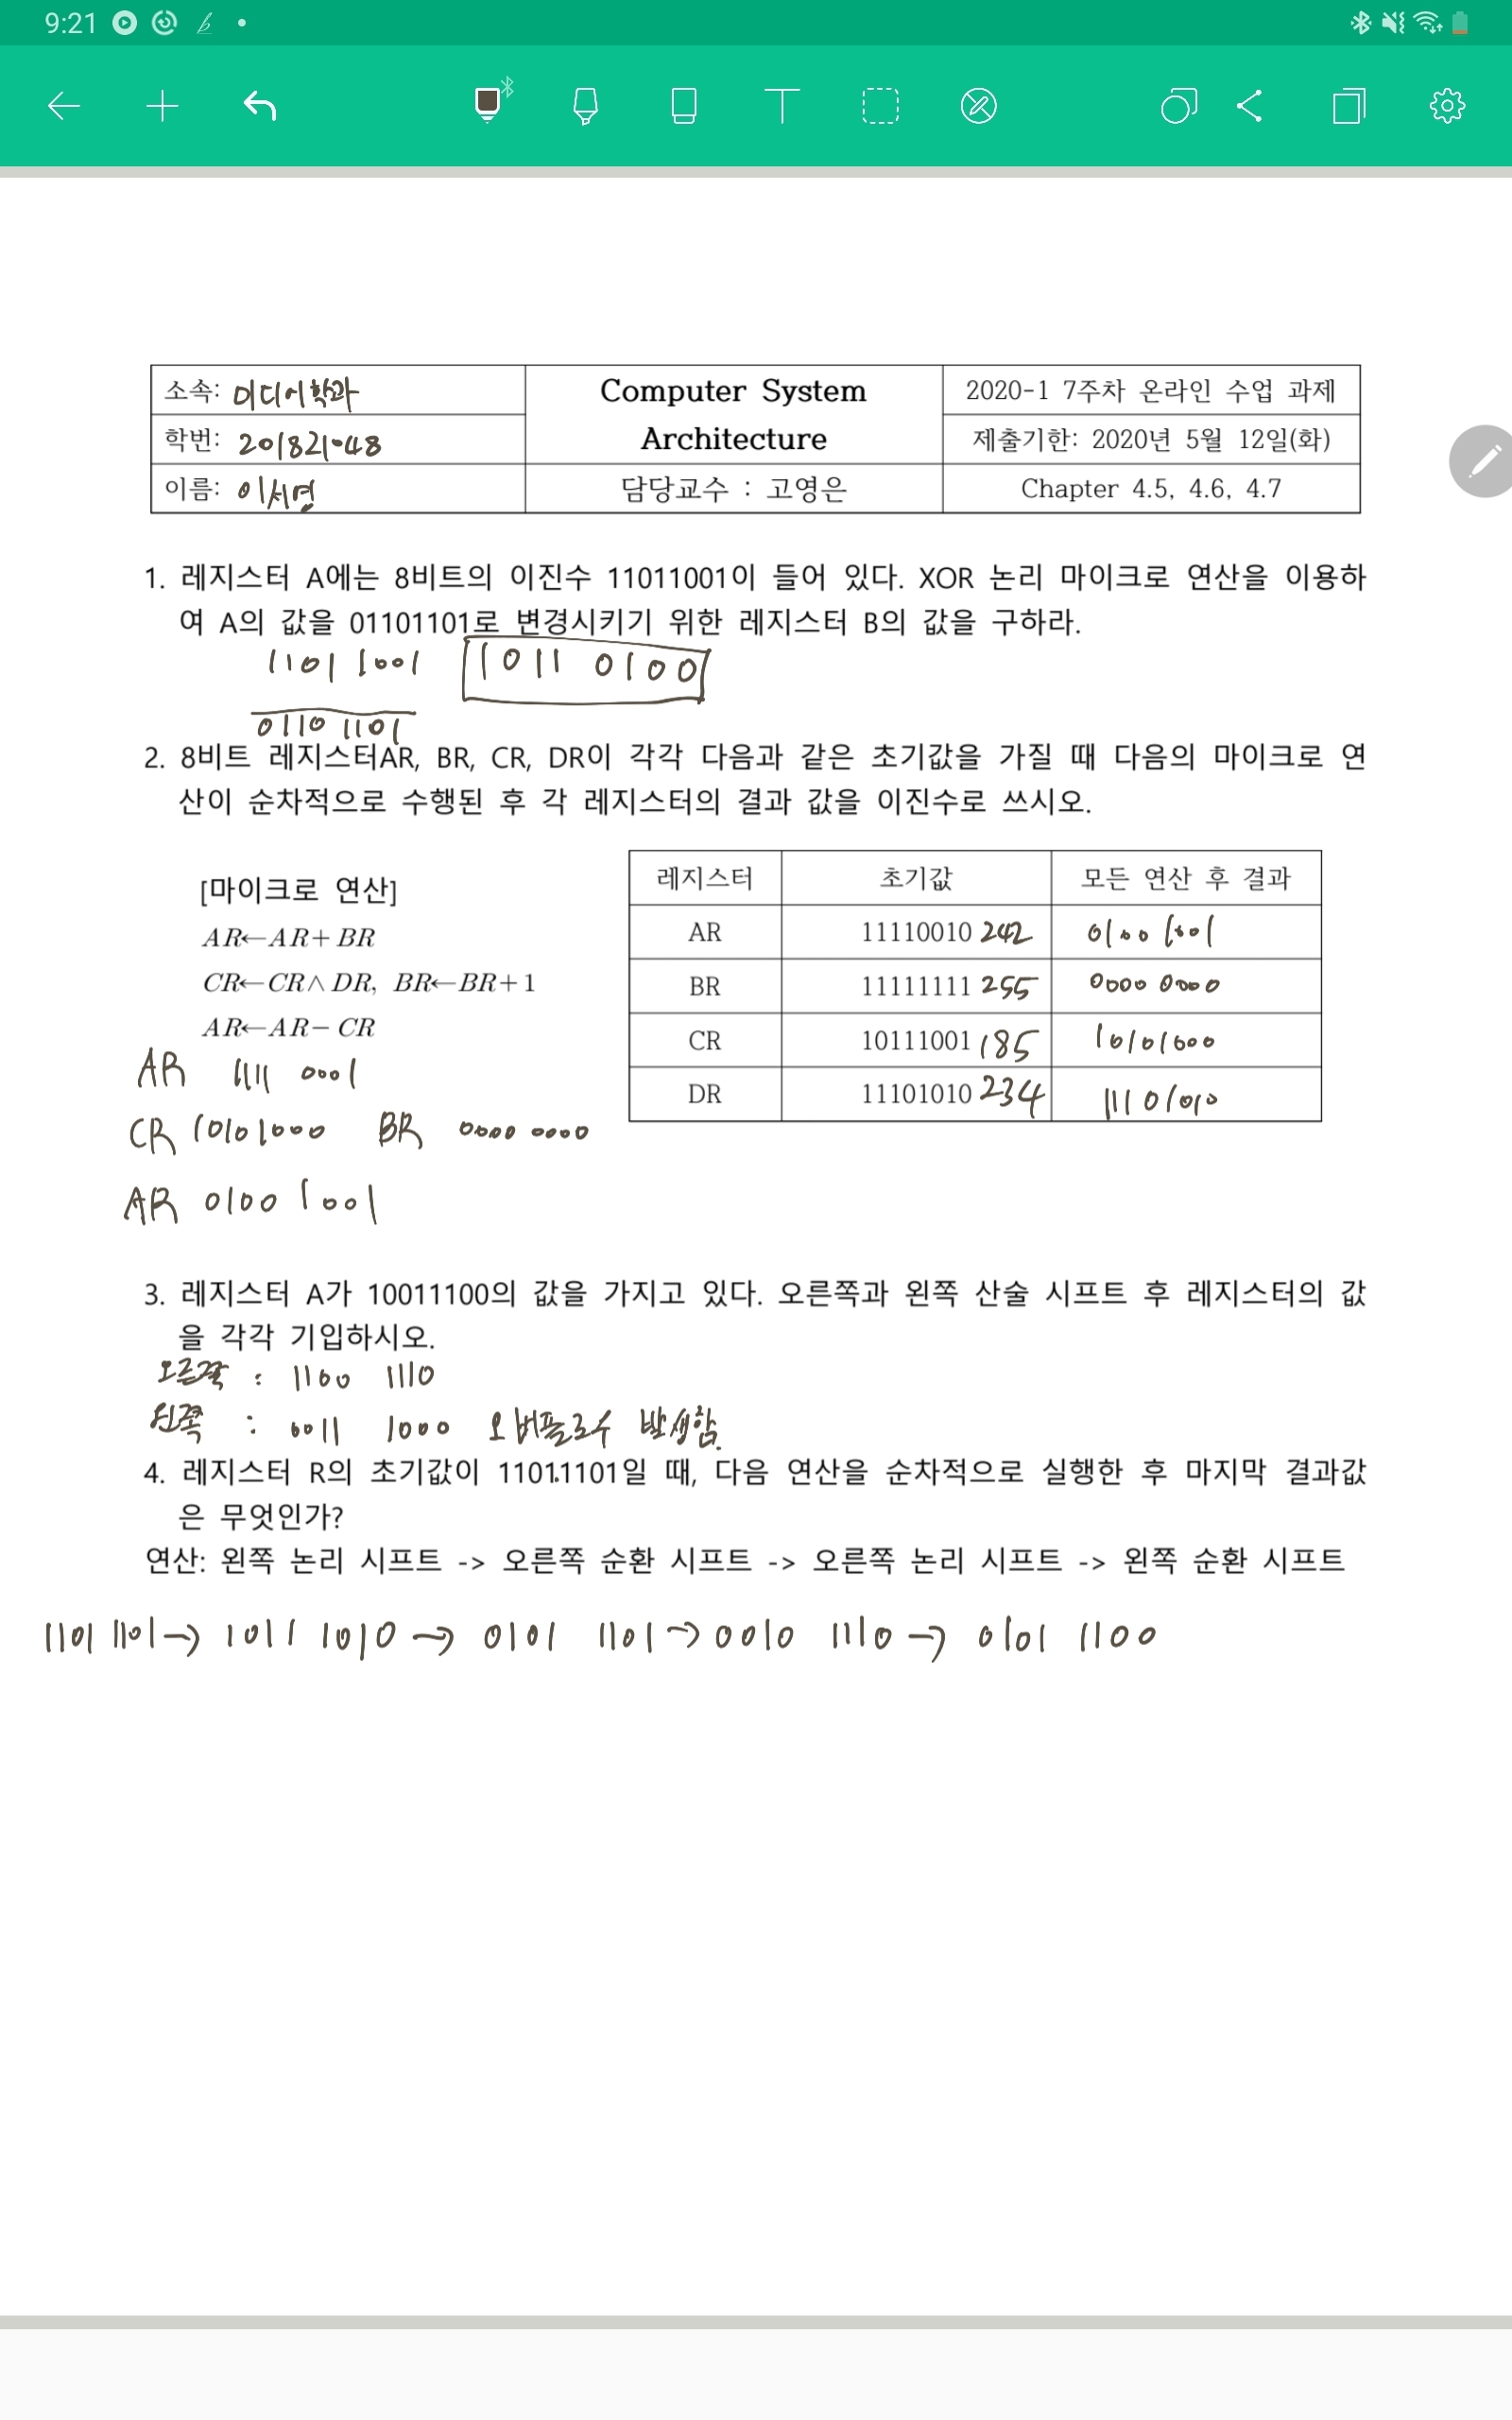 9:21
소속: 미디어학과
Computer System Architecture
2020-1 7주차 온라인 수업 과제
학번: 201821048
제출기한: 2020년 5월 12일(화)
이름: 이서영
담당교수 : 고영은
Chapter 4.5, 4.6, 4.7
1. 레지스터 A에는 8비트의 이진수 11011001이 들어 있다. XOR 논리 마이크로 연산을 이용하
여 A의 값을 01101101로 변경시키기 위한 레지스터 B의 값을 구하라.
1101 1001 1011 0100
0110 1101
2. 8비트 레지스터AR, BR, CR, DR이 각각 다음과 같은 초기값을 가질 때 다음의 마이크로 연
산이 순차적으로 수행된 후 각 레지스터의 결과 값을 이진수로 쓰시오.
[마이크로 연산]
AR←AR+BR
CR←CR∧DR, BR←BR+1
AR←AR−CR
레지스터 초기값 모든 연산 후 결과
AR 11110010 242 0100 1001
BR 11111111 255 0000 0000
CR 10111001 185 10101000
DR 11101010 234 11101010
AR 1111 0001
CR 10101000 BR 0000 0000
AR 0100 1001
3. 레지스터 A가 10011100의 값을 가지고 있다. 오른쪽과 왼쪽 산술 시프트 후 레지스터의 값
을 각각 기입하시오.
오른쪽 : 1100 1110
왼쪽 : 0011 1000 오버플로우 발생함.
4. 레지스터 R의 초기값이 11011101일 때, 다음 연산을 순차적으로 실행한 후 마지막 결과값
은 무엇인가?
연산: 왼쪽 논리 시프트 -> 오른쪽 순환 시프트 -> 오른쪽 논리 시프트 -> 왼쪽 순환 시프트
1101 1101 → 1011 1010 → 0101 1101 → 0010 1110 → 0101 1100